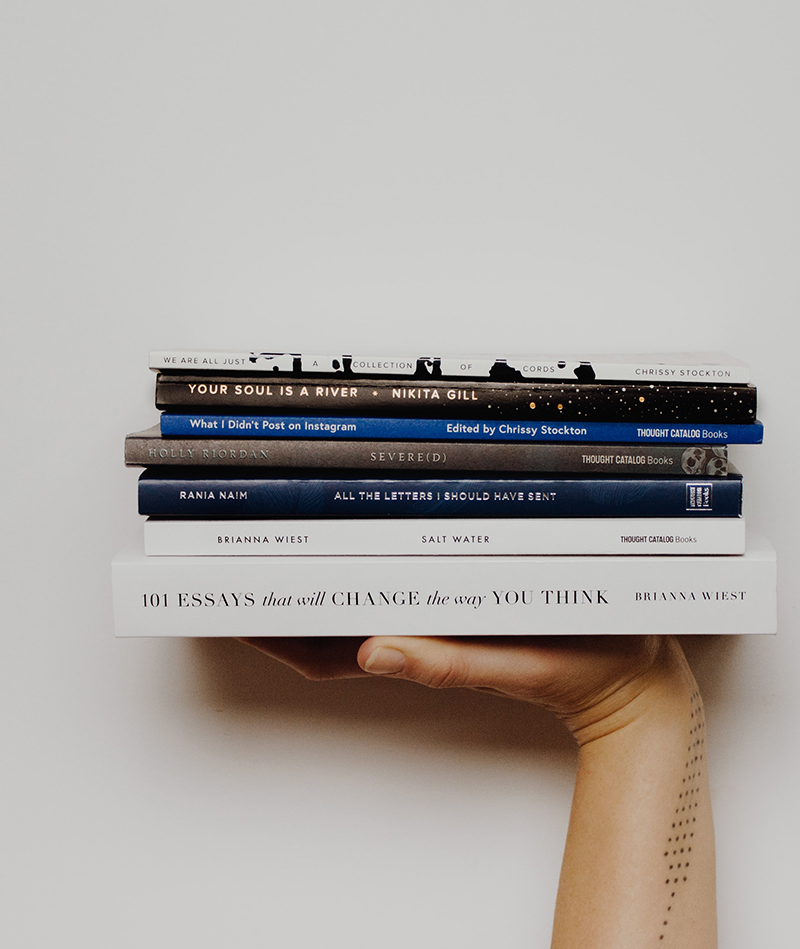 WE ARE ALL JUST A COLLECTION OF CORDS CHRISSY STOCKTON
YOUR SOUL IS A RIVER • NIKITA GILL
What I Didn't Post on Instagram Edited by Chrissy Stockton THOUGHT CATALOG Books
HOLLY RIORDAN SEVERE(D) THOUGHT CATALOG Books
RANIA NAIM ALL THE LETTERS I SHOULD HAVE SENT THOUGHT CATALOG Books
BRIANNA WIEST SALT WATER THOUGHT CATALOG Books
101 ESSAYS that will CHANGE the way YOU THINK BRIANNA WIEST